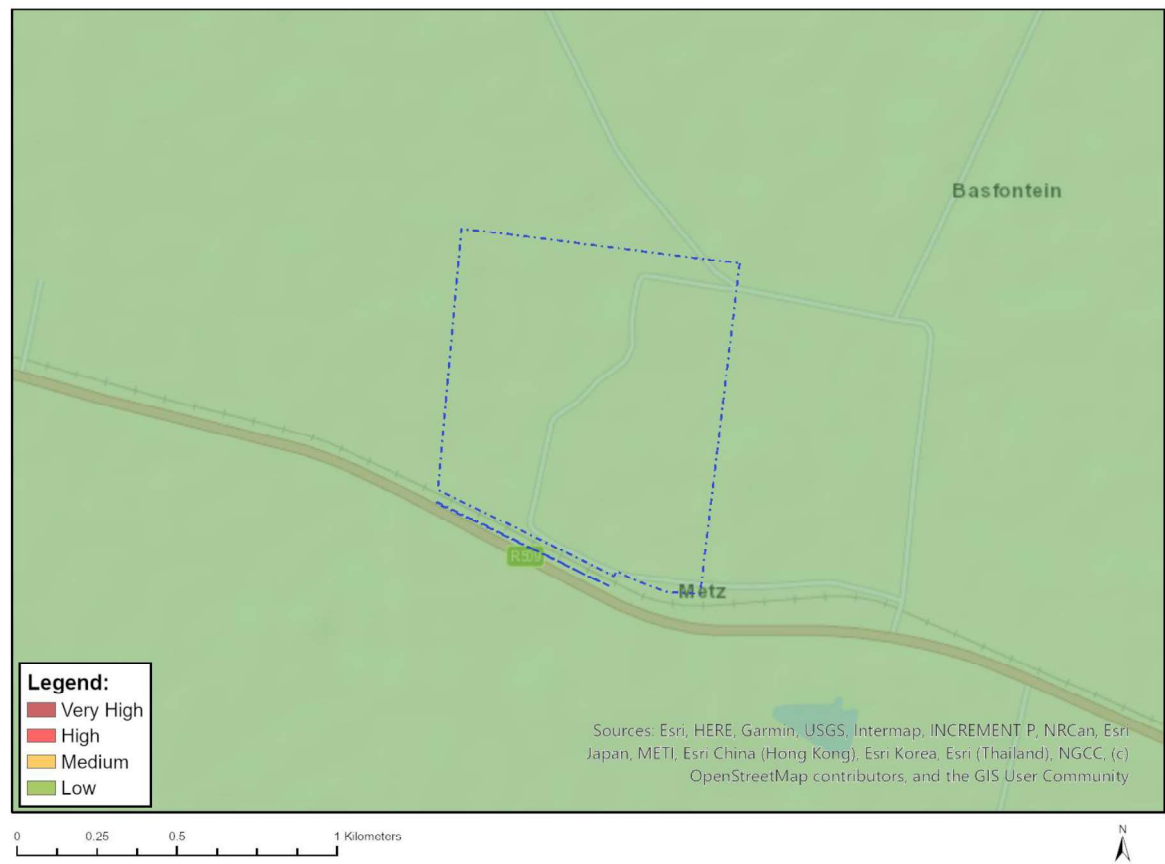 Basfontein
Metz
Legend:
Very High
High
Medium
Low
Sources: Esri, HERE, Garmin, USGS, Intermap, INCREMENT P, NRCan, Esri
Japan, METI, Esri China (Hong Kong), Esri Korea, Esri (Thailand), NGCC, (c)
OpenStreetMap contributors, and the GIS User Community
0 0.25 0.5 1 Kilometers
N